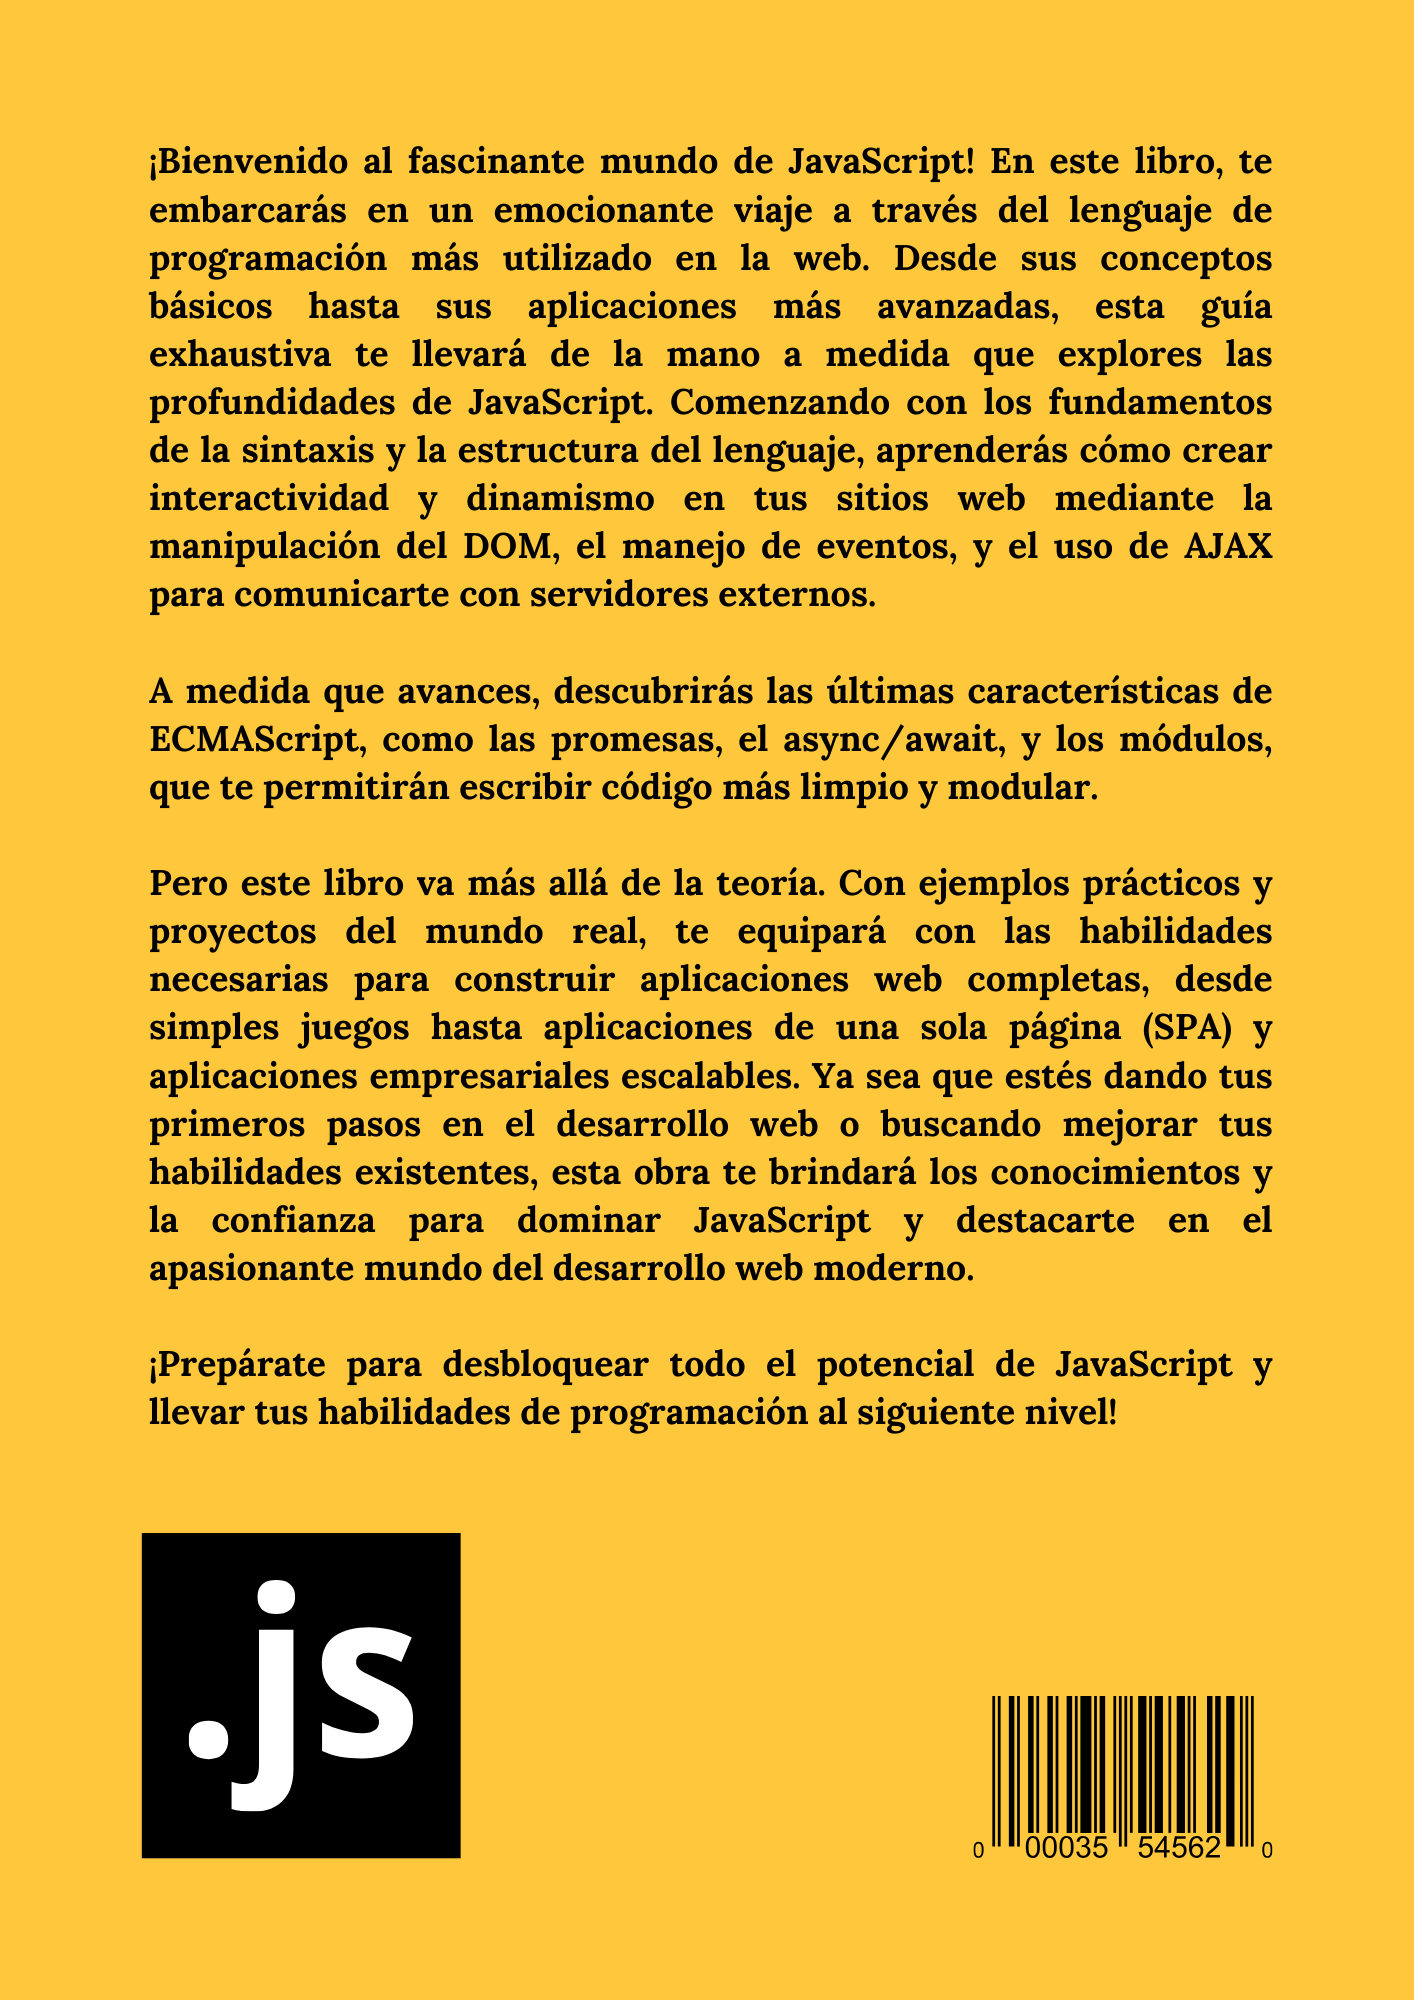 ¡Bienvenido al fascinante mundo de JavaScript! En este libro, te
embarcarás en un emocionante viaje a través del lenguaje de
programación más utilizado en la web. Desde sus conceptos
básicos hasta sus aplicaciones más avanzadas, esta guía
exhaustiva te llevará de la mano a medida que explores las
profundidades de JavaScript. Comenzando con los fundamentos
de la sintaxis y la estructura del lenguaje, aprenderás cómo crear
interactividad y dinamismo en tus sitios web mediante la
manipulación del DOM, el manejo de eventos, y el uso de AJAX
para comunicarte con servidores externos.
A medida que avances, descubrirás las últimas características de
ECMAScript, como las promesas, el async/await, y los módulos,
que te permitirán escribir código más limpio y modular.
Pero este libro va más allá de la teoría. Con ejemplos prácticos y
proyectos del mundo real, te equipará con las habilidades
necesarias para construir aplicaciones web completas, desde
simples juegos hasta aplicaciones de una sola página (SPA) y
aplicaciones empresariales escalables. Ya sea que estés dando tus
primeros pasos en el desarrollo web o buscando mejorar tus
habilidades existentes, esta obra te brindará los conocimientos y
la confianza para dominar JavaScript y destacarte en el
apasionante mundo del desarrollo web moderno.
¡Prepárate para desbloquear todo el potencial de JavaScript y
llevar tus habilidades de programación al siguiente nivel!
.js
0 00035 54562 0